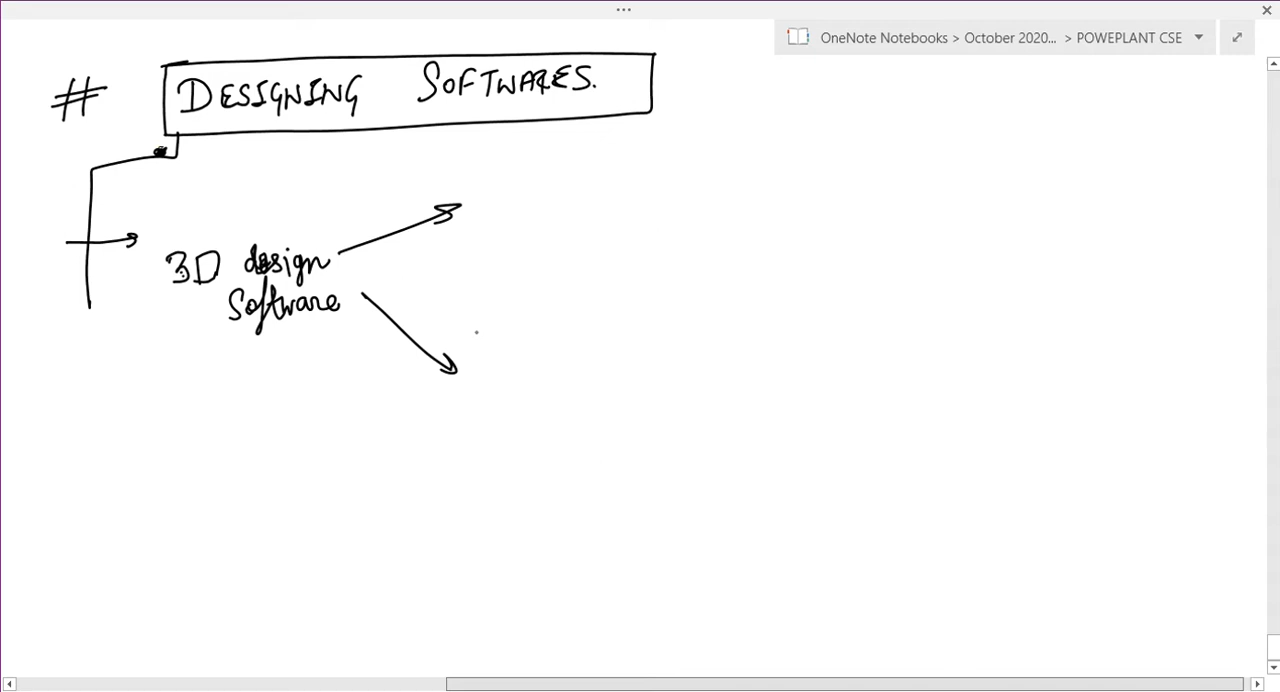 OneNote Notebooks > October 2020... > POWEPLANT CSE
# DESIGNING SOFTWARES.
3D design
Software